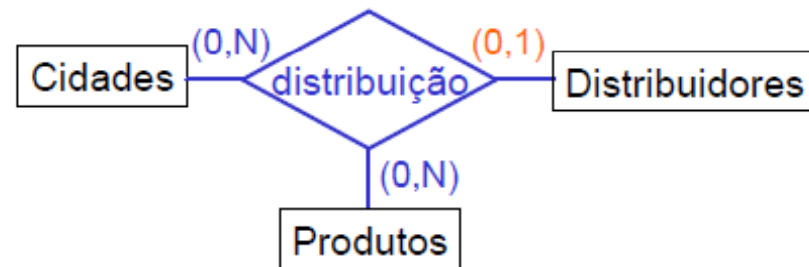 (0,N)
(0,1)
Cidades
distribuição
Distribuidores
(0,N)
Produtos